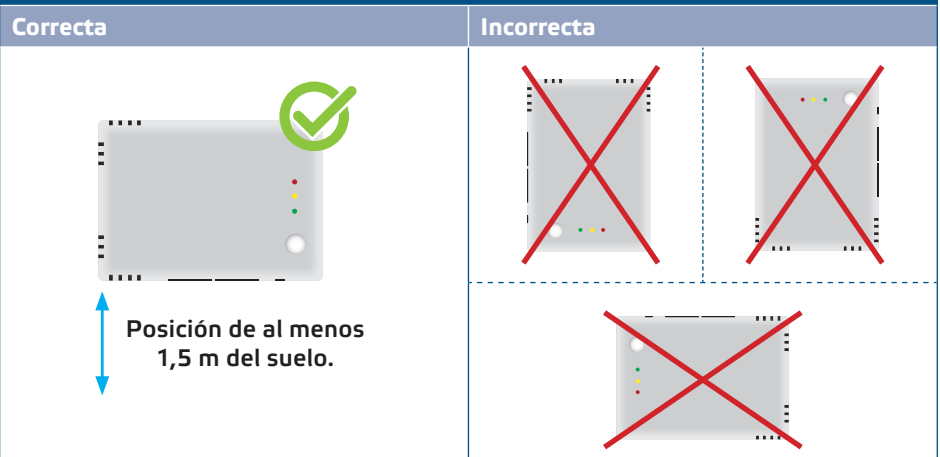 Correcta
Incorrecta
Posición de al menos
1,5 m del suelo.